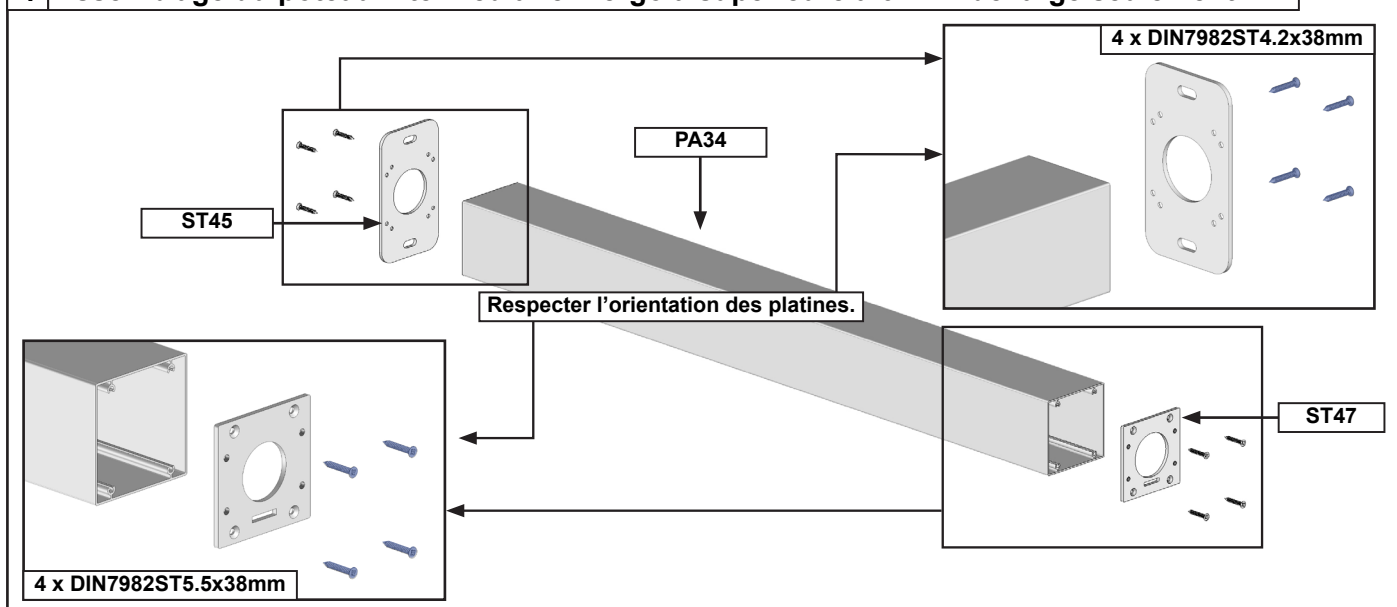 4 x DIN7982ST4.2x38mm
PA34
ST45
Respecter l’orientation des platines.
ST47
4 x DIN7982ST5.5x38mm